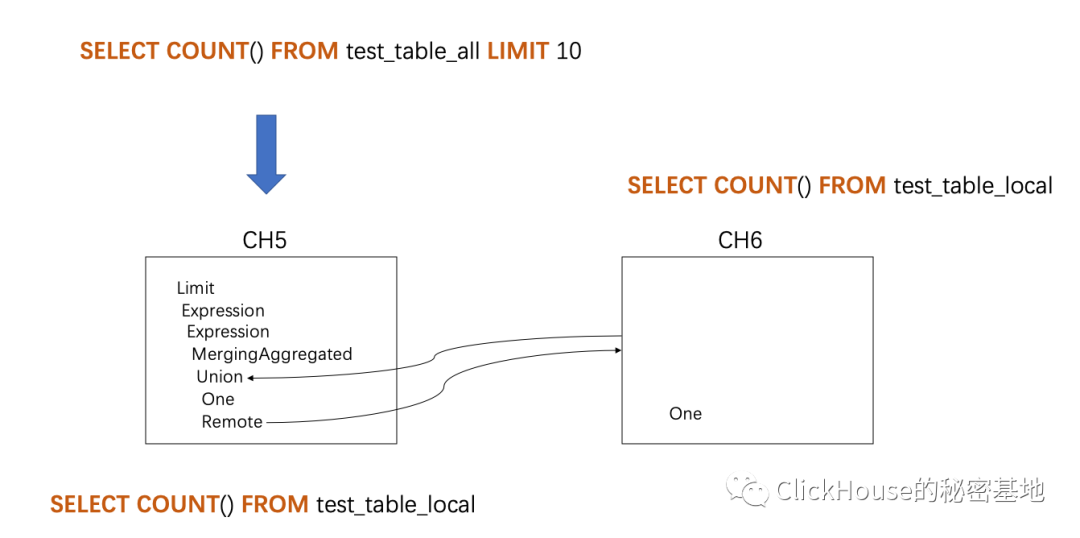 SELECT COUNT() FROM test_table_all LIMIT 10
SELECT COUNT() FROM test_table_local
CH5
CH6
Limit
Expression
Expression
MergingAggregated
Union
One
Remote
One
SELECT COUNT() FROM test_table_local
ClickHouse的秘密基地